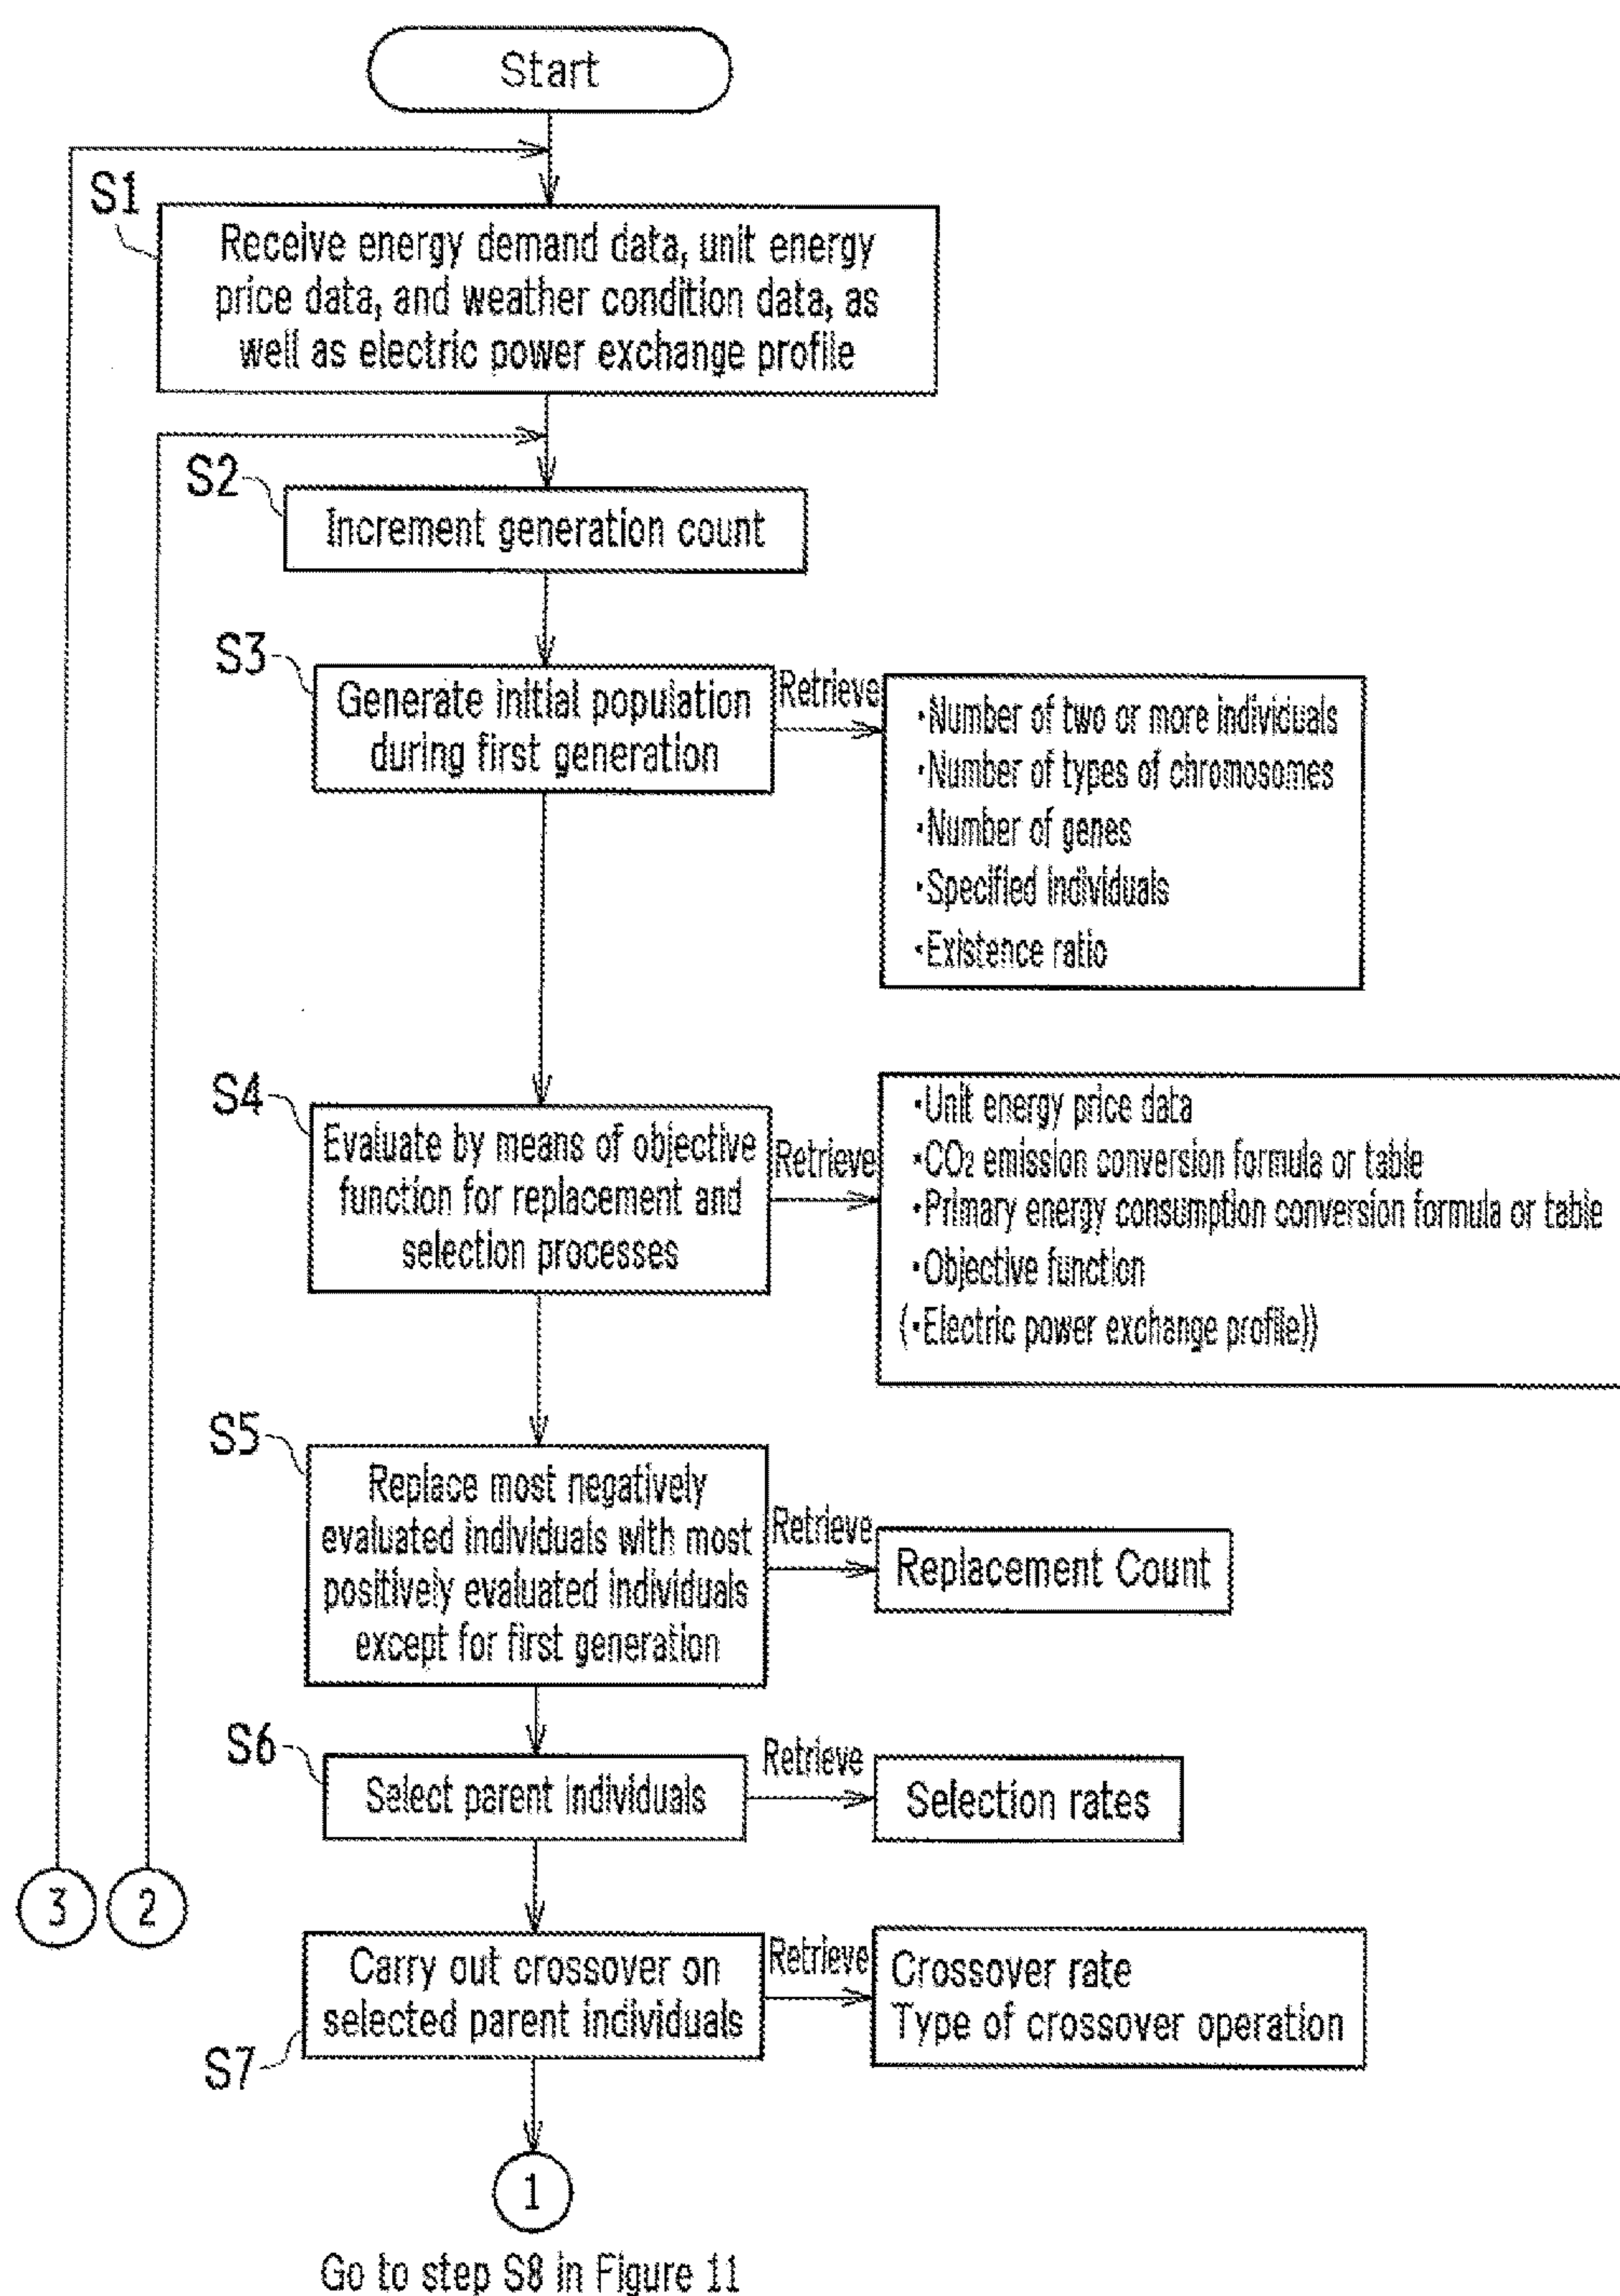 Start
S1
Receive energy demand data, unit energy
price data, and weather condition data, as
well as electric power exchange profile
S2
Increment generation count
S3
Generate initial population
during first generation
Retrieve
·Number of two or more individuals
·Number of types of chromosomes
·Number of genes
·Specified individuals
·Existence ratio
S4
Evaluate by means of objective
function for replacement and
selection processes
Retrieve
·Unit energy price data
·CO₂ emission conversion formula or table
·Primary energy consumption conversion formula or table
·Objective function
(·Electric power exchange profile))
S5
Replace most negatively
evaluated individuals with most
positively evaluated individuals
except for first generation
Retrieve
Replacement Count
S6
Select parent individuals
Retrieve
Selection rates
3
2
S7
Carry out crossover on
selected parent individuals
Retrieve
Crossover rate
Type of crossover operation
1
Go to step S8 in Figure 11